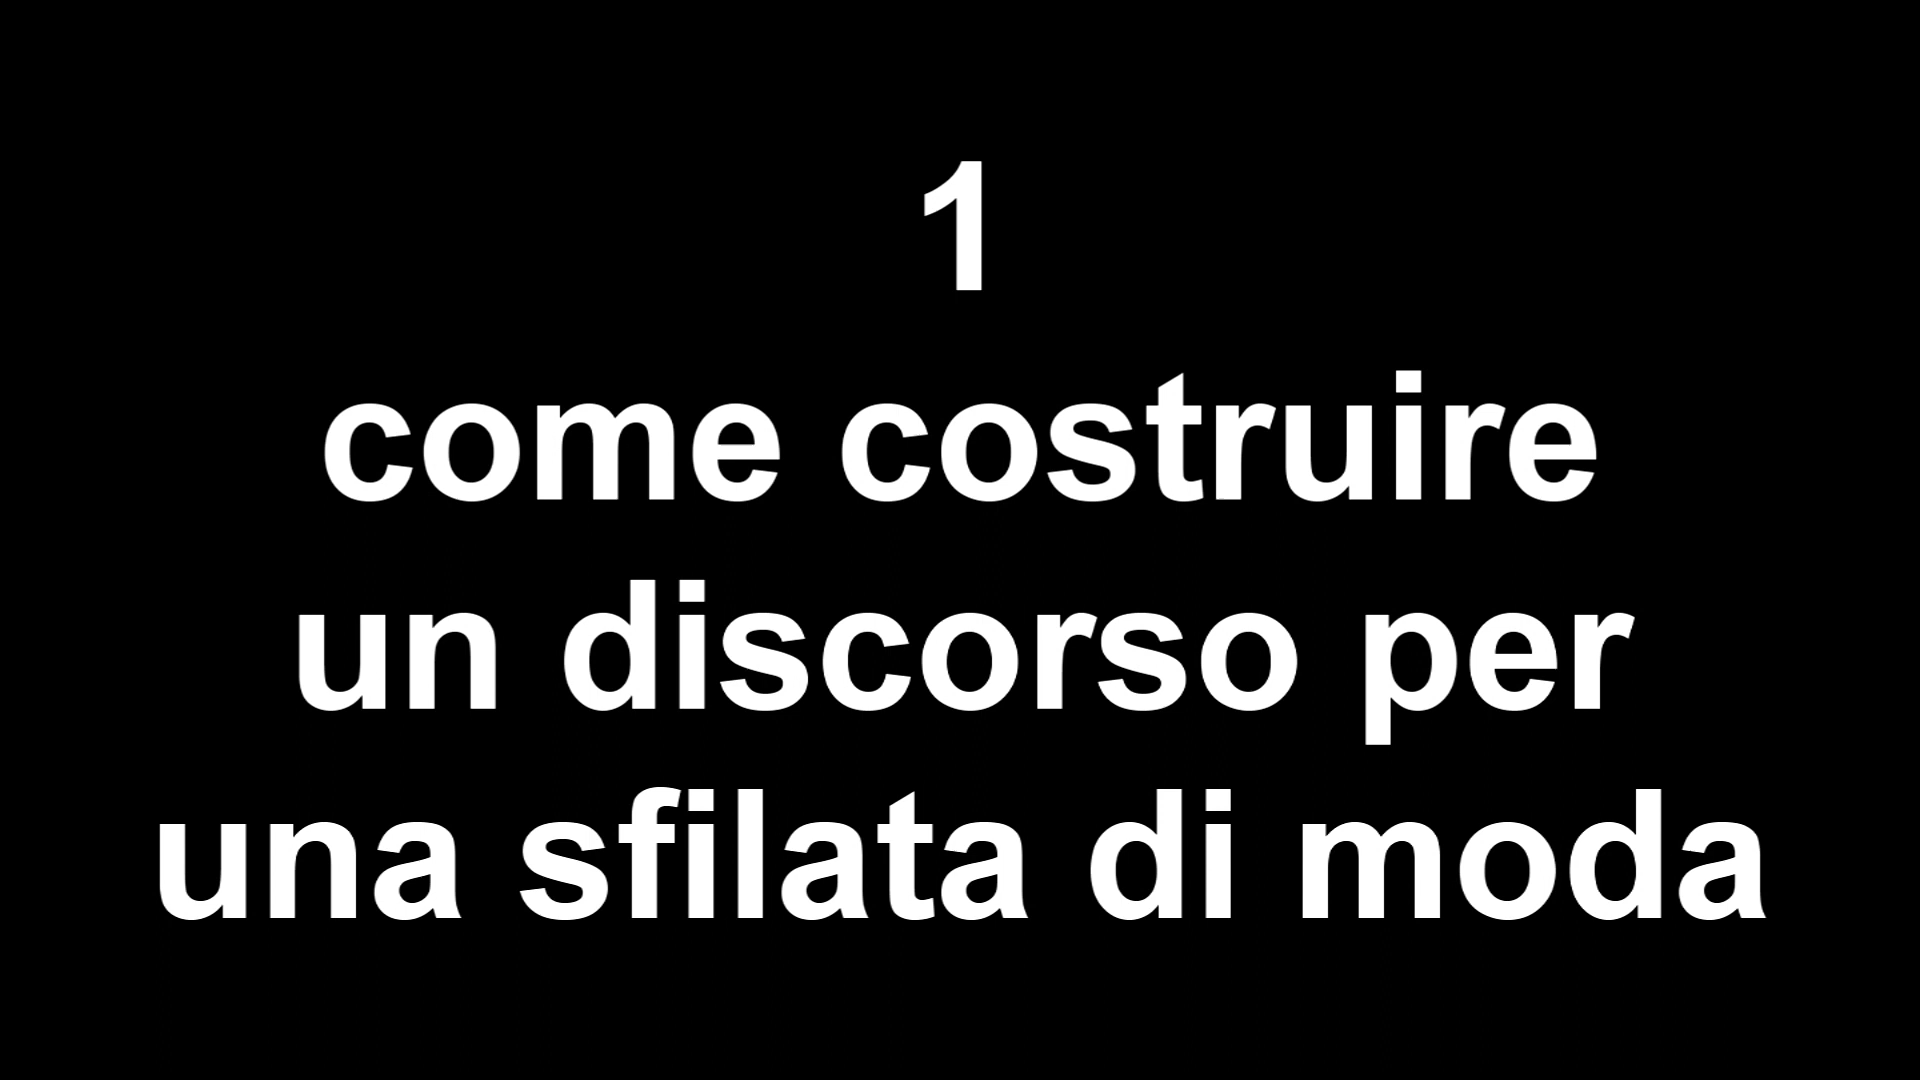 1
come costruire
un discorso per
una sfilata di moda